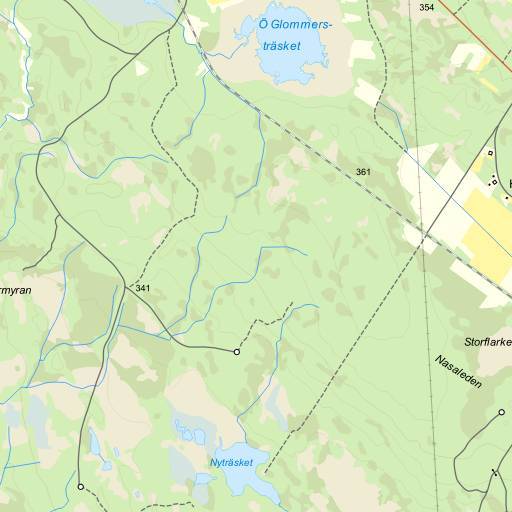 354
Ö Glommers-
träsket
361
H
341
rmyran
Storflarke
Nasaleden
Nyträsket